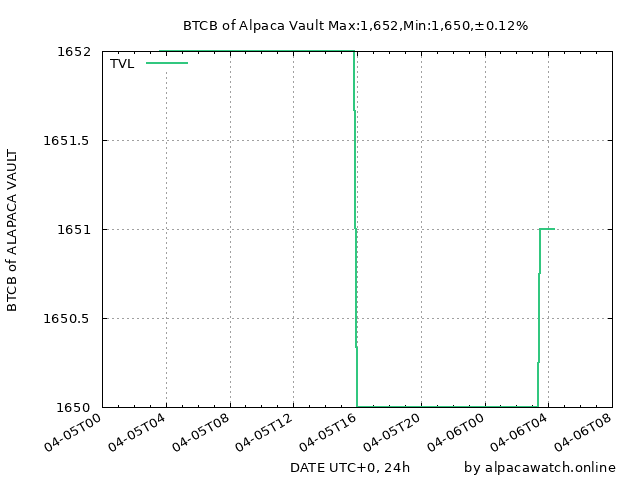 BTCB of Alpaca Vault Max:1,652,Min:1,650,±0.12%
TVL
1652
1651.5
1651
1650.5
1650
BTCB of ALAPACA VAULT
04-05T00
04-05T04
04-05T08
04-05T12
04-05T16
04-05T20
04-06T00
04-06T04
04-06T08
DATE UTC+0, 24h
by alpacawatch.online